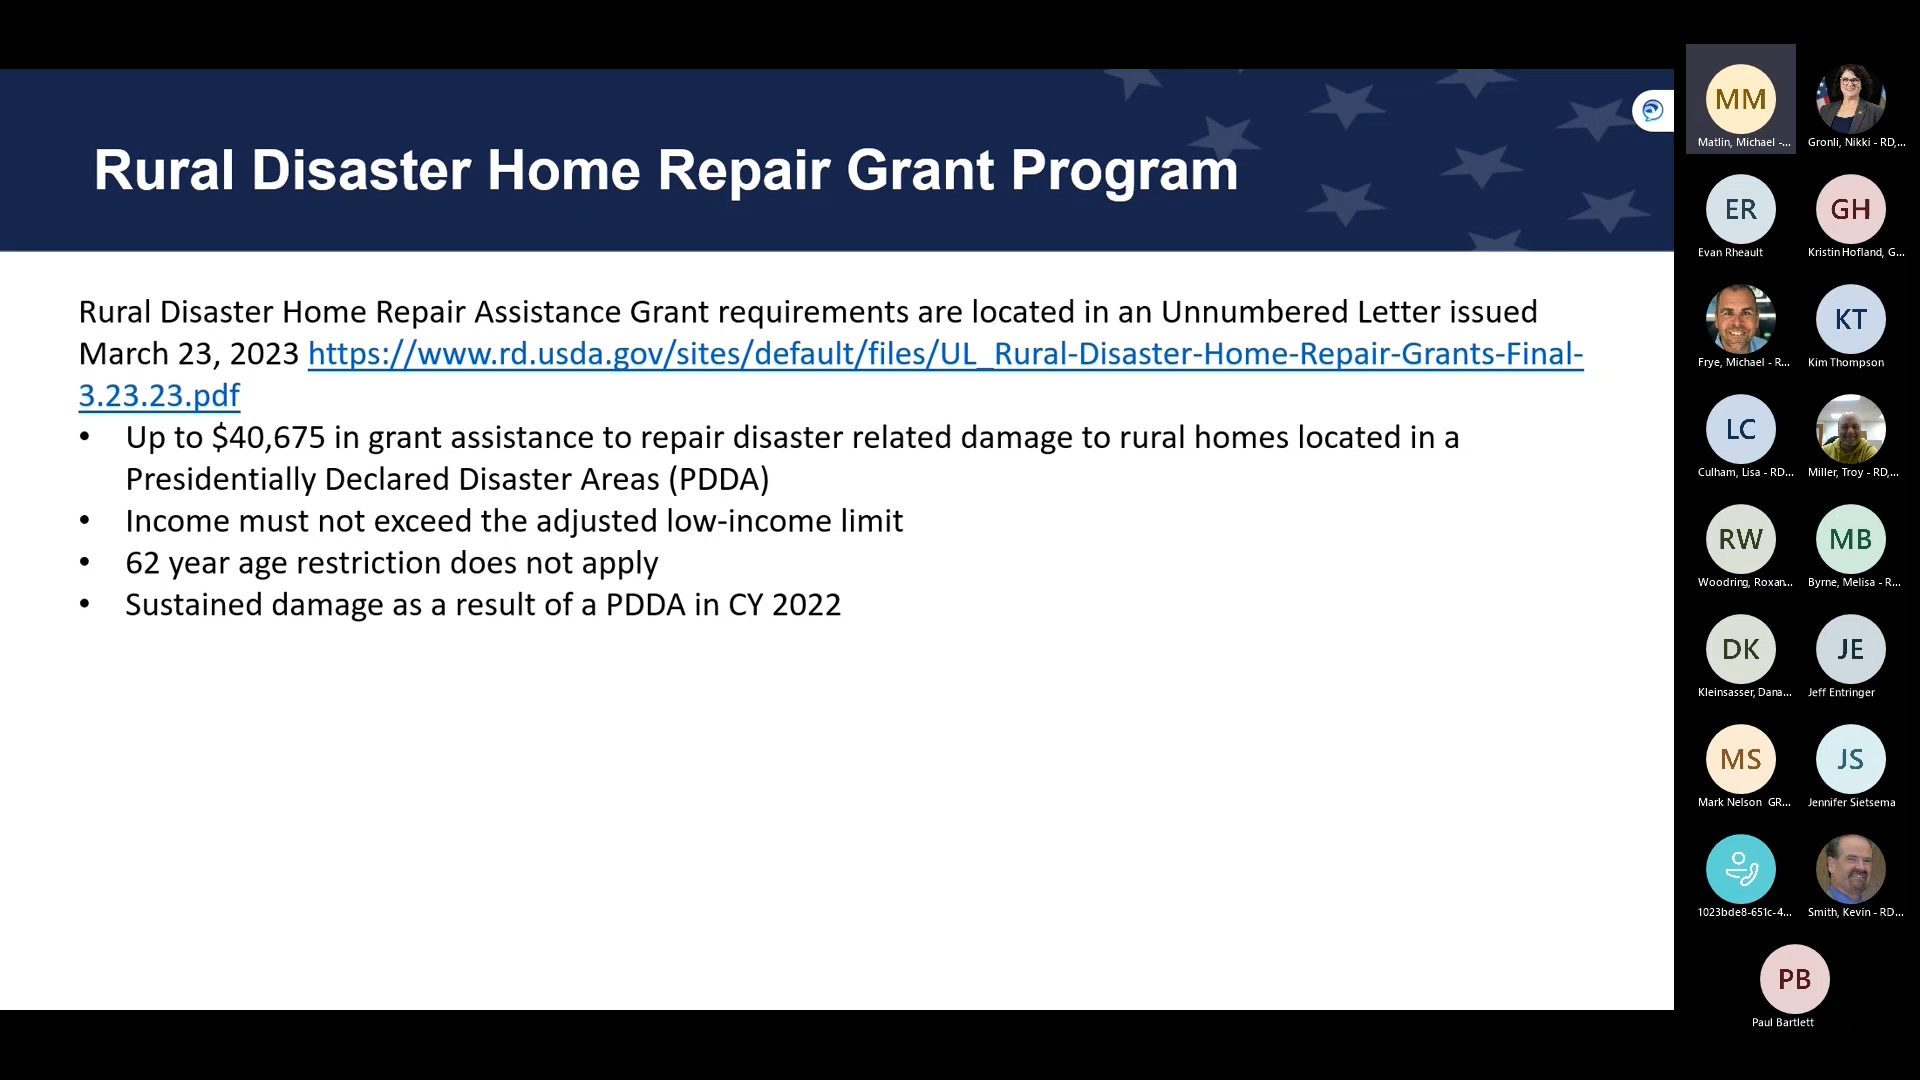 Rural Disaster Home Repair Grant Program
Rural Disaster Home Repair Assistance Grant requirements are located in an Unnumbered Letter issued
March 23, 2023 https://www.rd.usda.gov/sites/default/files/UL_Rural-Disaster-Home-Repair-Grants-Final-
3.23.23.pdf
• Up to $40,675 in grant assistance to repair disaster related damage to rural homes located in a
Presidentially Declared Disaster Areas (PDDA)
• Income must not exceed the adjusted low-income limit
• 62 year age restriction does not apply
• Sustained damage as a result of a PDDA in CY 2022
MM
Matlin, Michael -...
Gronli, Nikki - RD,...
ER
Evan Rheault
GH
Kristin Hofland, G...
Frye, Michael - R...
KT
Kim Thompson
LC
Culham, Lisa - RD...
Miller, Troy - RD,...
RW
Woodring, Roxan...
MB
Byrne, Melisa - R...
DK
Kleinsasser, Dana...
JE
Jeff Entringer
MS
Mark Nelson GR...
JS
Jennifer Sietsema
1023bde8-651c-4...
Smith, Kevin - RD...
PB
Paul Bartlett